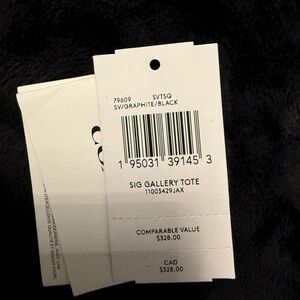 79609 SVTSQ
SV/GRAPHITE/BLACK
1 95031 39145 3
SIG GALLERY TOTE
11003429JAX
COMPARABLE VALUE
$328.00
CAD
$328.00